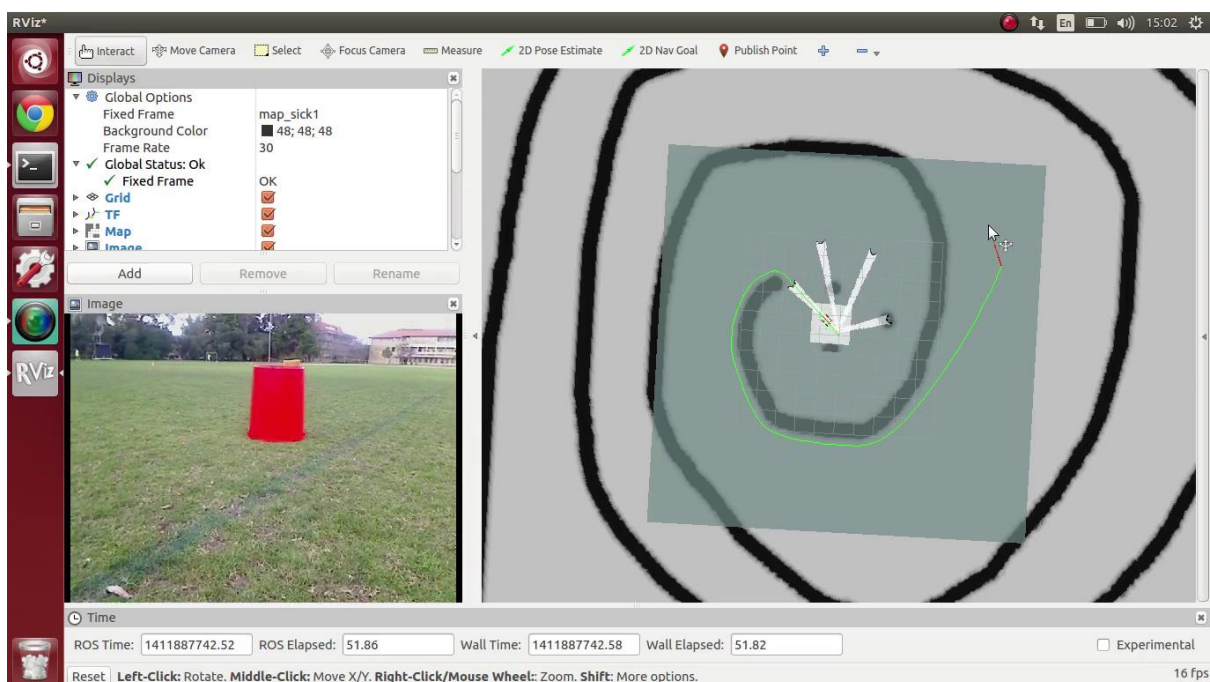 RViz*
En
15:02
Interact Move Camera Select Focus Camera Measure 2D Pose Estimate 2D Nav Goal Publish Point
Displays
Global Options
Fixed Frame map_sick1
Background Color 48; 48; 48
Frame Rate 30
Global Status: Ok
Fixed Frame OK
Grid
TF
Map
Image
Add Remove Rename
Image
RViz
Time
ROS Time: 1411887742.52 ROS Elapsed: 51.86 Wall Time: 1411887742.58 Wall Elapsed: 51.82 Experimental
Reset Left-Click: Rotate. Middle-Click: Move X/Y. Right-Click/Mouse Wheel:: Zoom. Shift: More options. 16 fps